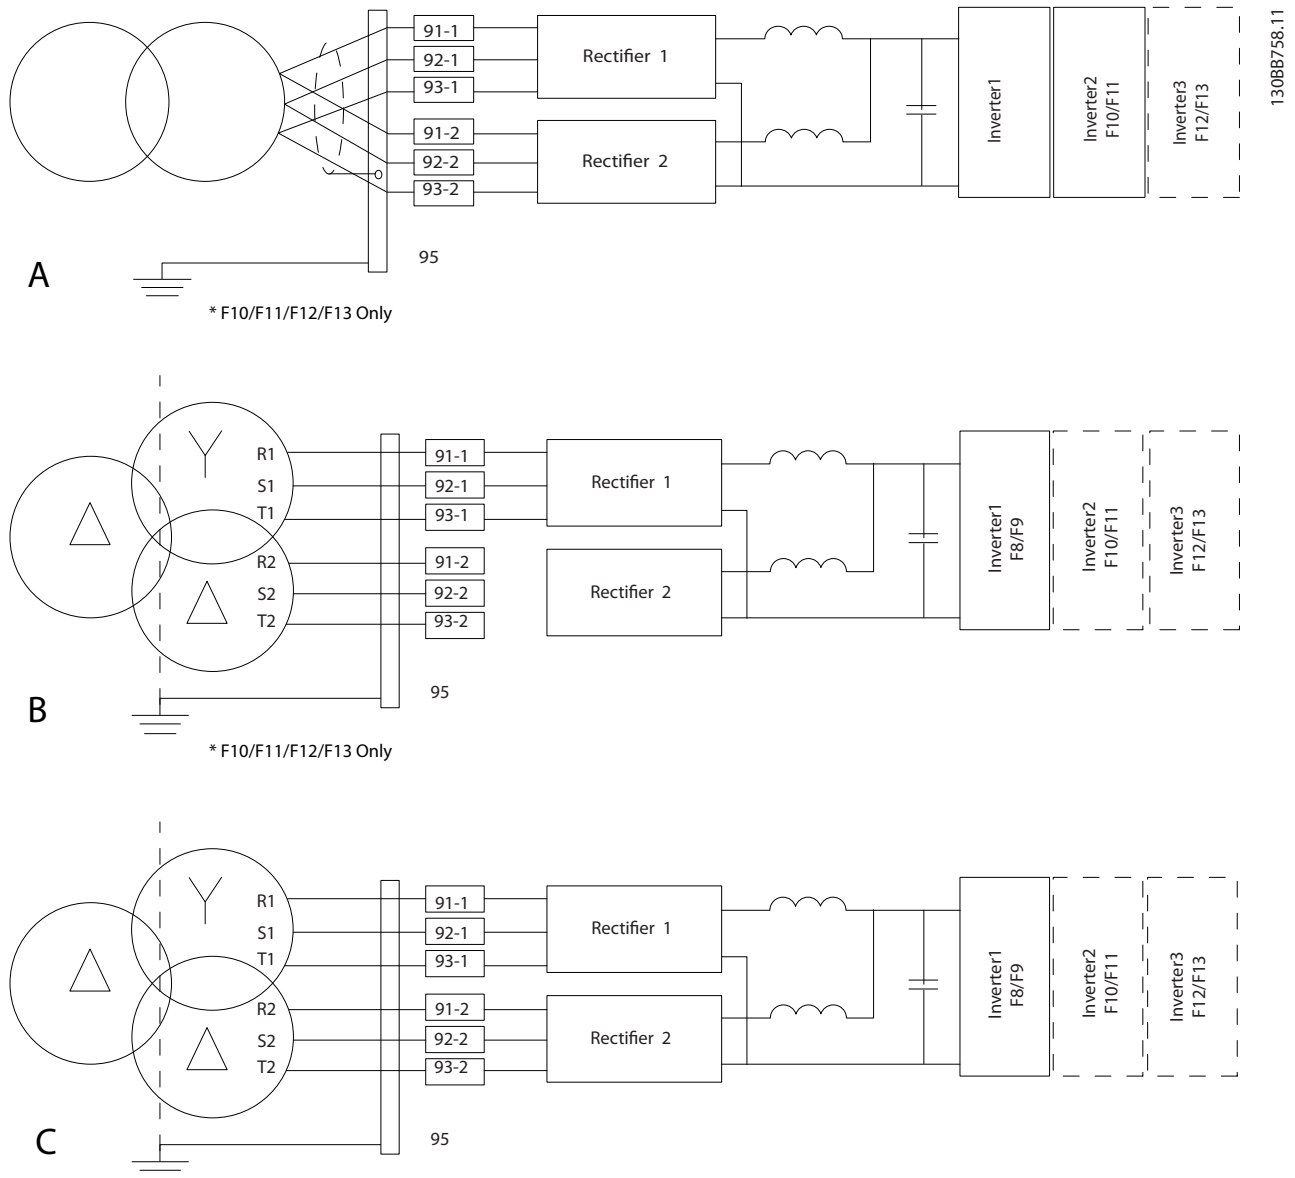 91-1
92-1
93-1
91-2
92-2
93-2
Rectifier 1
Rectifier 2
Inverter1
Inverter2
F10/F11
Inverter3
F12/F13
130BB758.11
95
A
* F10/F11/F12/F13 Only
R1
S1
T1
R2
S2
T2
91-1
92-1
93-1
91-2
92-2
93-2
Rectifier 1
Rectifier 2
Inverter1
F8/F9
Inverter2
F10/F11
Inverter3
F12/F13
95
B
* F10/F11/F12/F13 Only
R1
S1
T1
R2
S2
T2
91-1
92-1
93-1
91-2
92-2
93-2
Rectifier 1
Rectifier 2
Inverter1
F8/F9
Inverter2
F10/F11
Inverter3
F12/F13
95
C